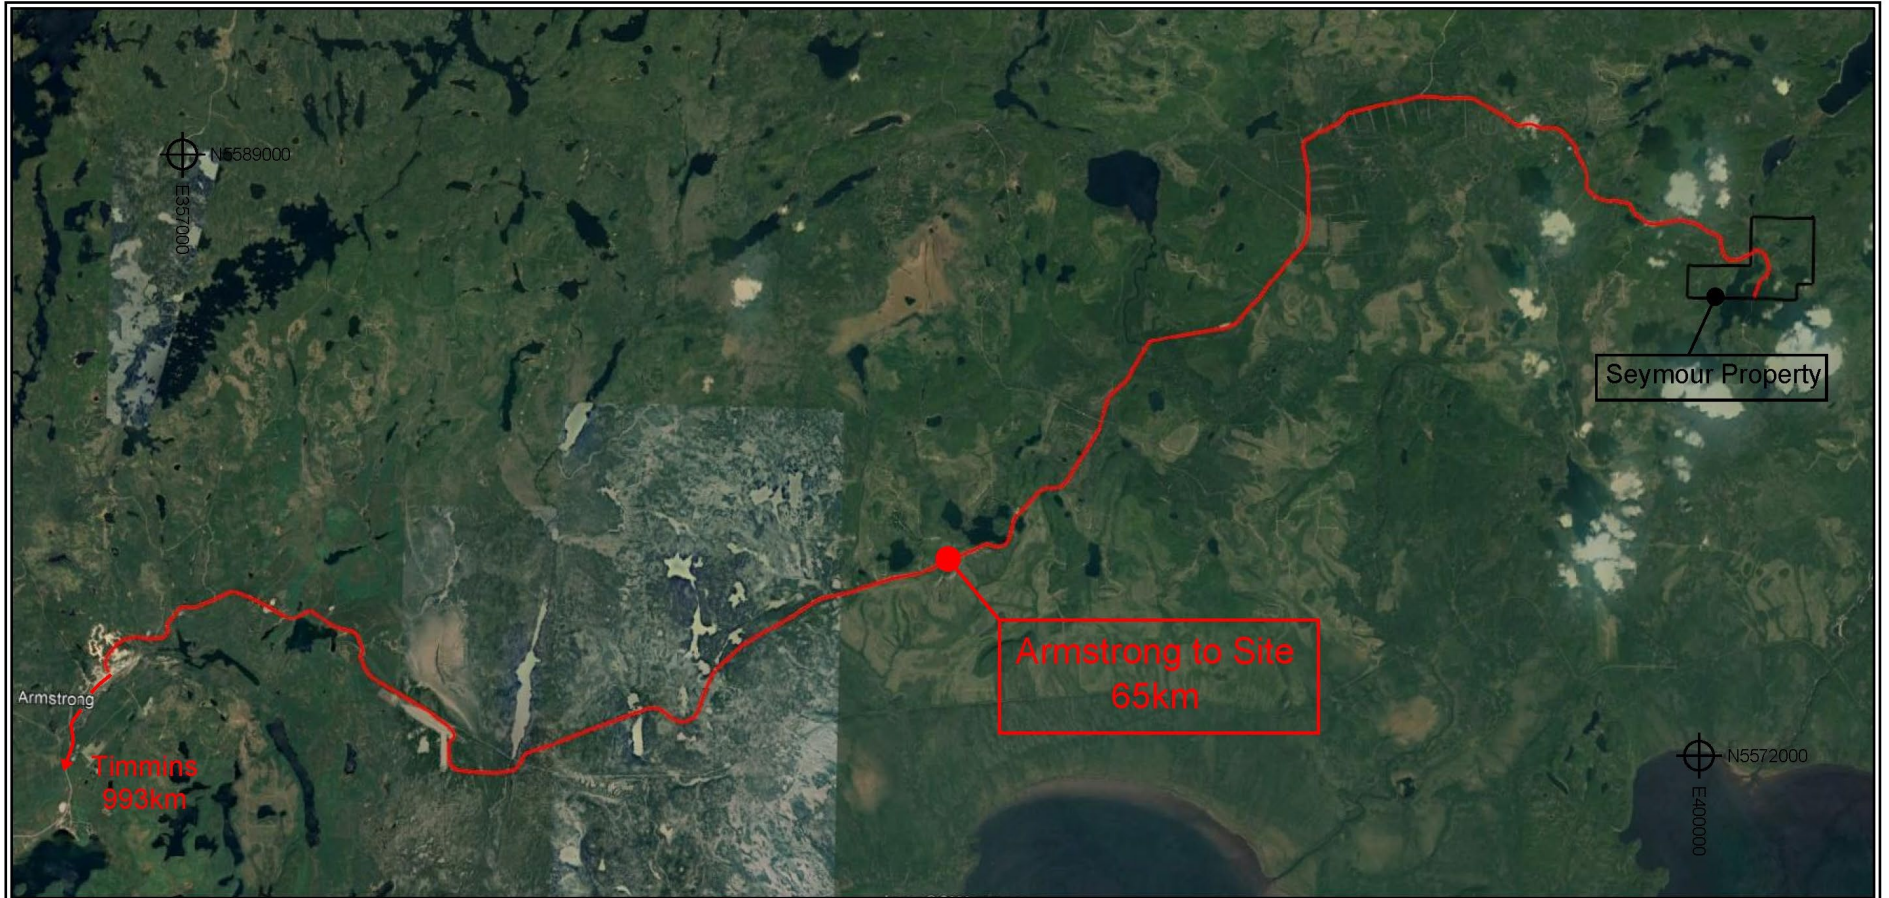 N5589000
E357000
Seymour Property
Armstrong to Site
65km
Armstrong
Timmins
993km
N5572000
E400000